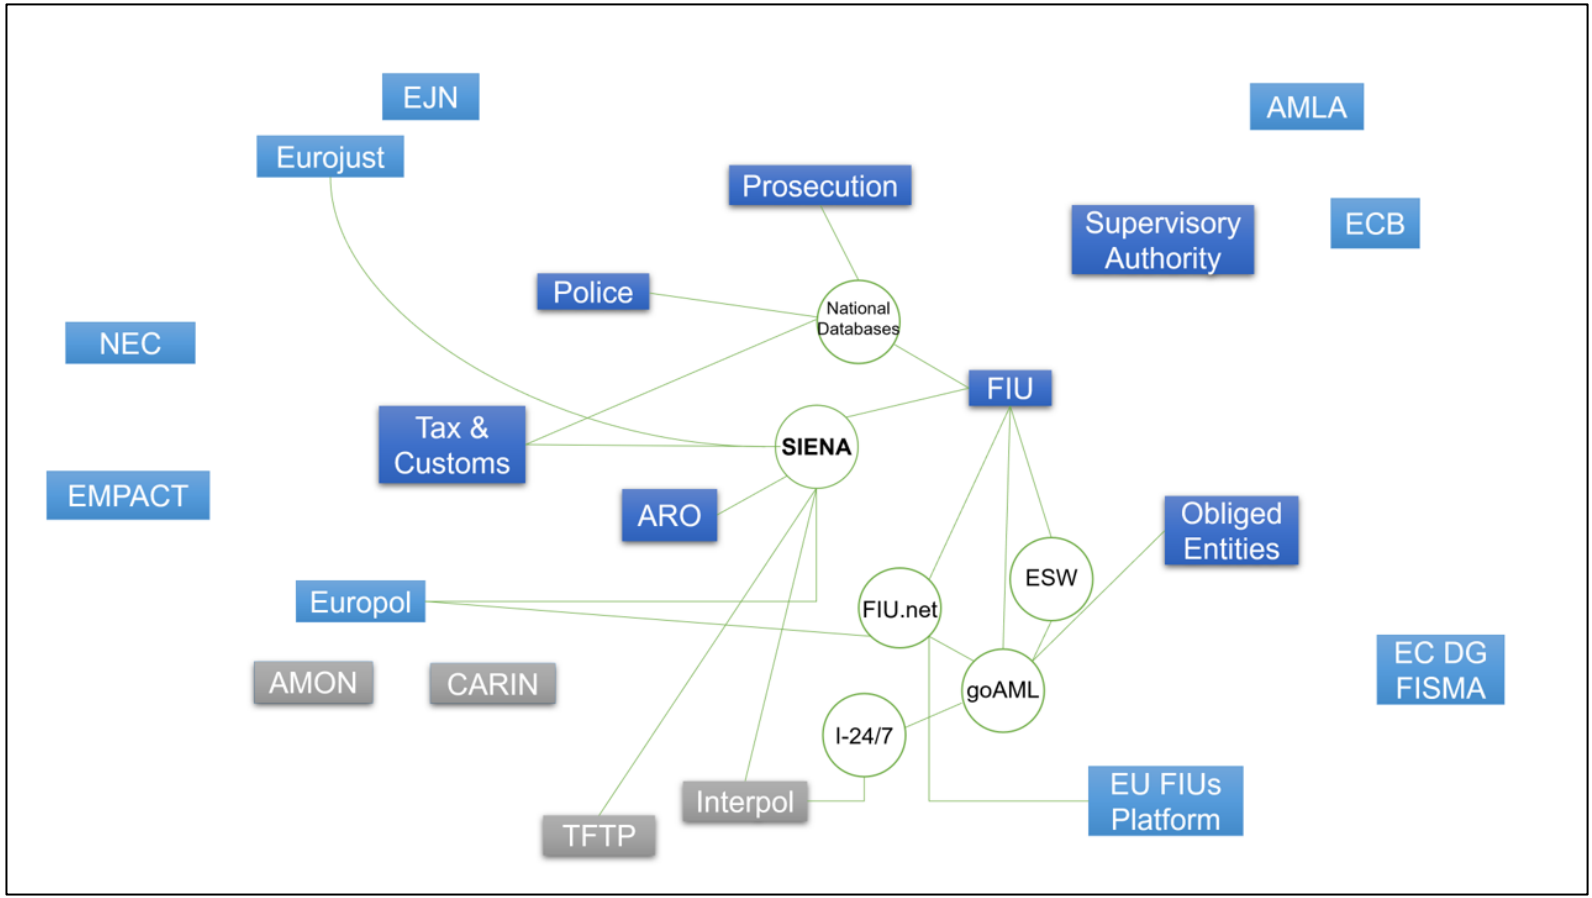 EJN
AMLA
Eurojust
Prosecution
Supervisory
Authority
ECB
Police
National
Databases
NEC
FIU
Tax &
Customs
SIENA
EMPACT
ARO
Obliged
Entities
ESW
Europol
FIU.net
AMON
CARIN
goAML
EC DG
FISMA
I-24/7
Interpol
EU FIUs
Platform
TFTP